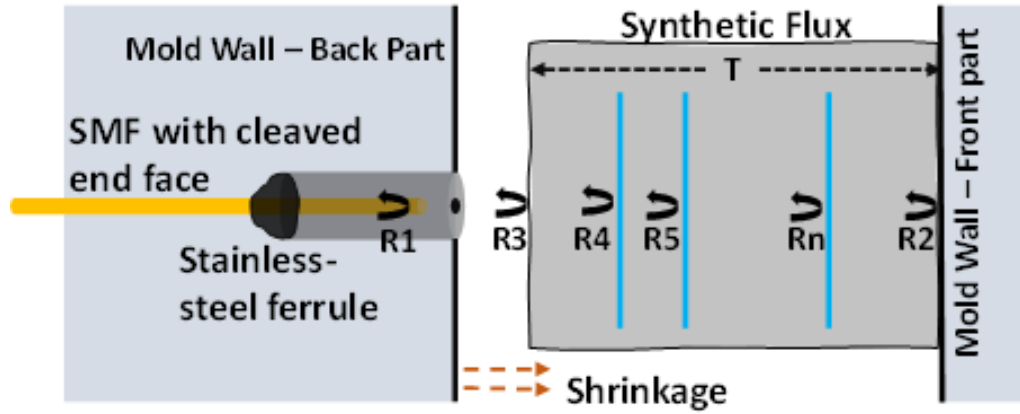 Synthetic Flux
Mold Wall – Back Part
T
SMF with cleaved
end face
R1
R3
R4
R5
Rn
R2
Stainless-
steel ferrule
Mold Wall – Front part
Shrinkage